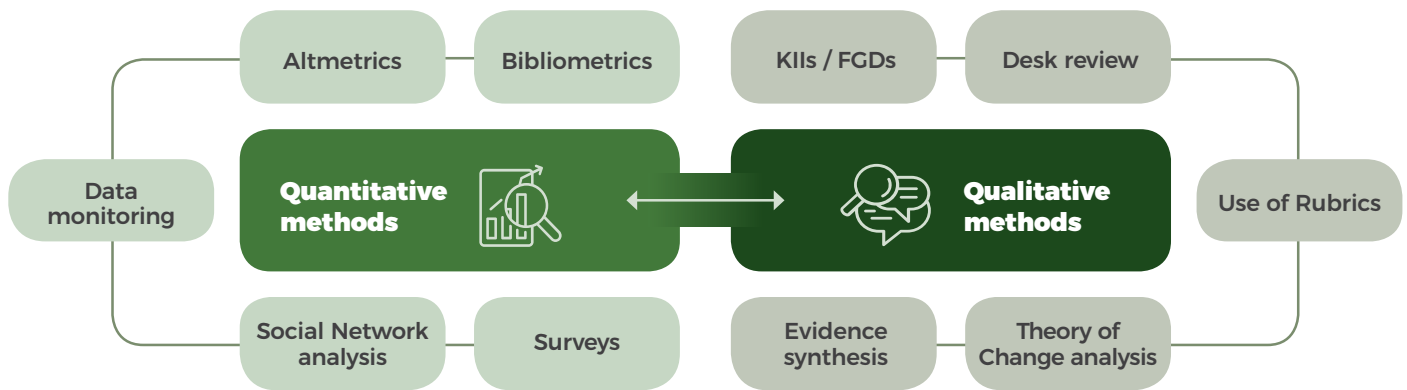 Altmetrics
Bibliometrics
KIIs / FGDs
Desk review
Data
monitoring
Quantitative
methods
Qualitative
methods
Use of Rubrics
Social Network
analysis
Surveys
Evidence
synthesis
Theory of
Change analysis